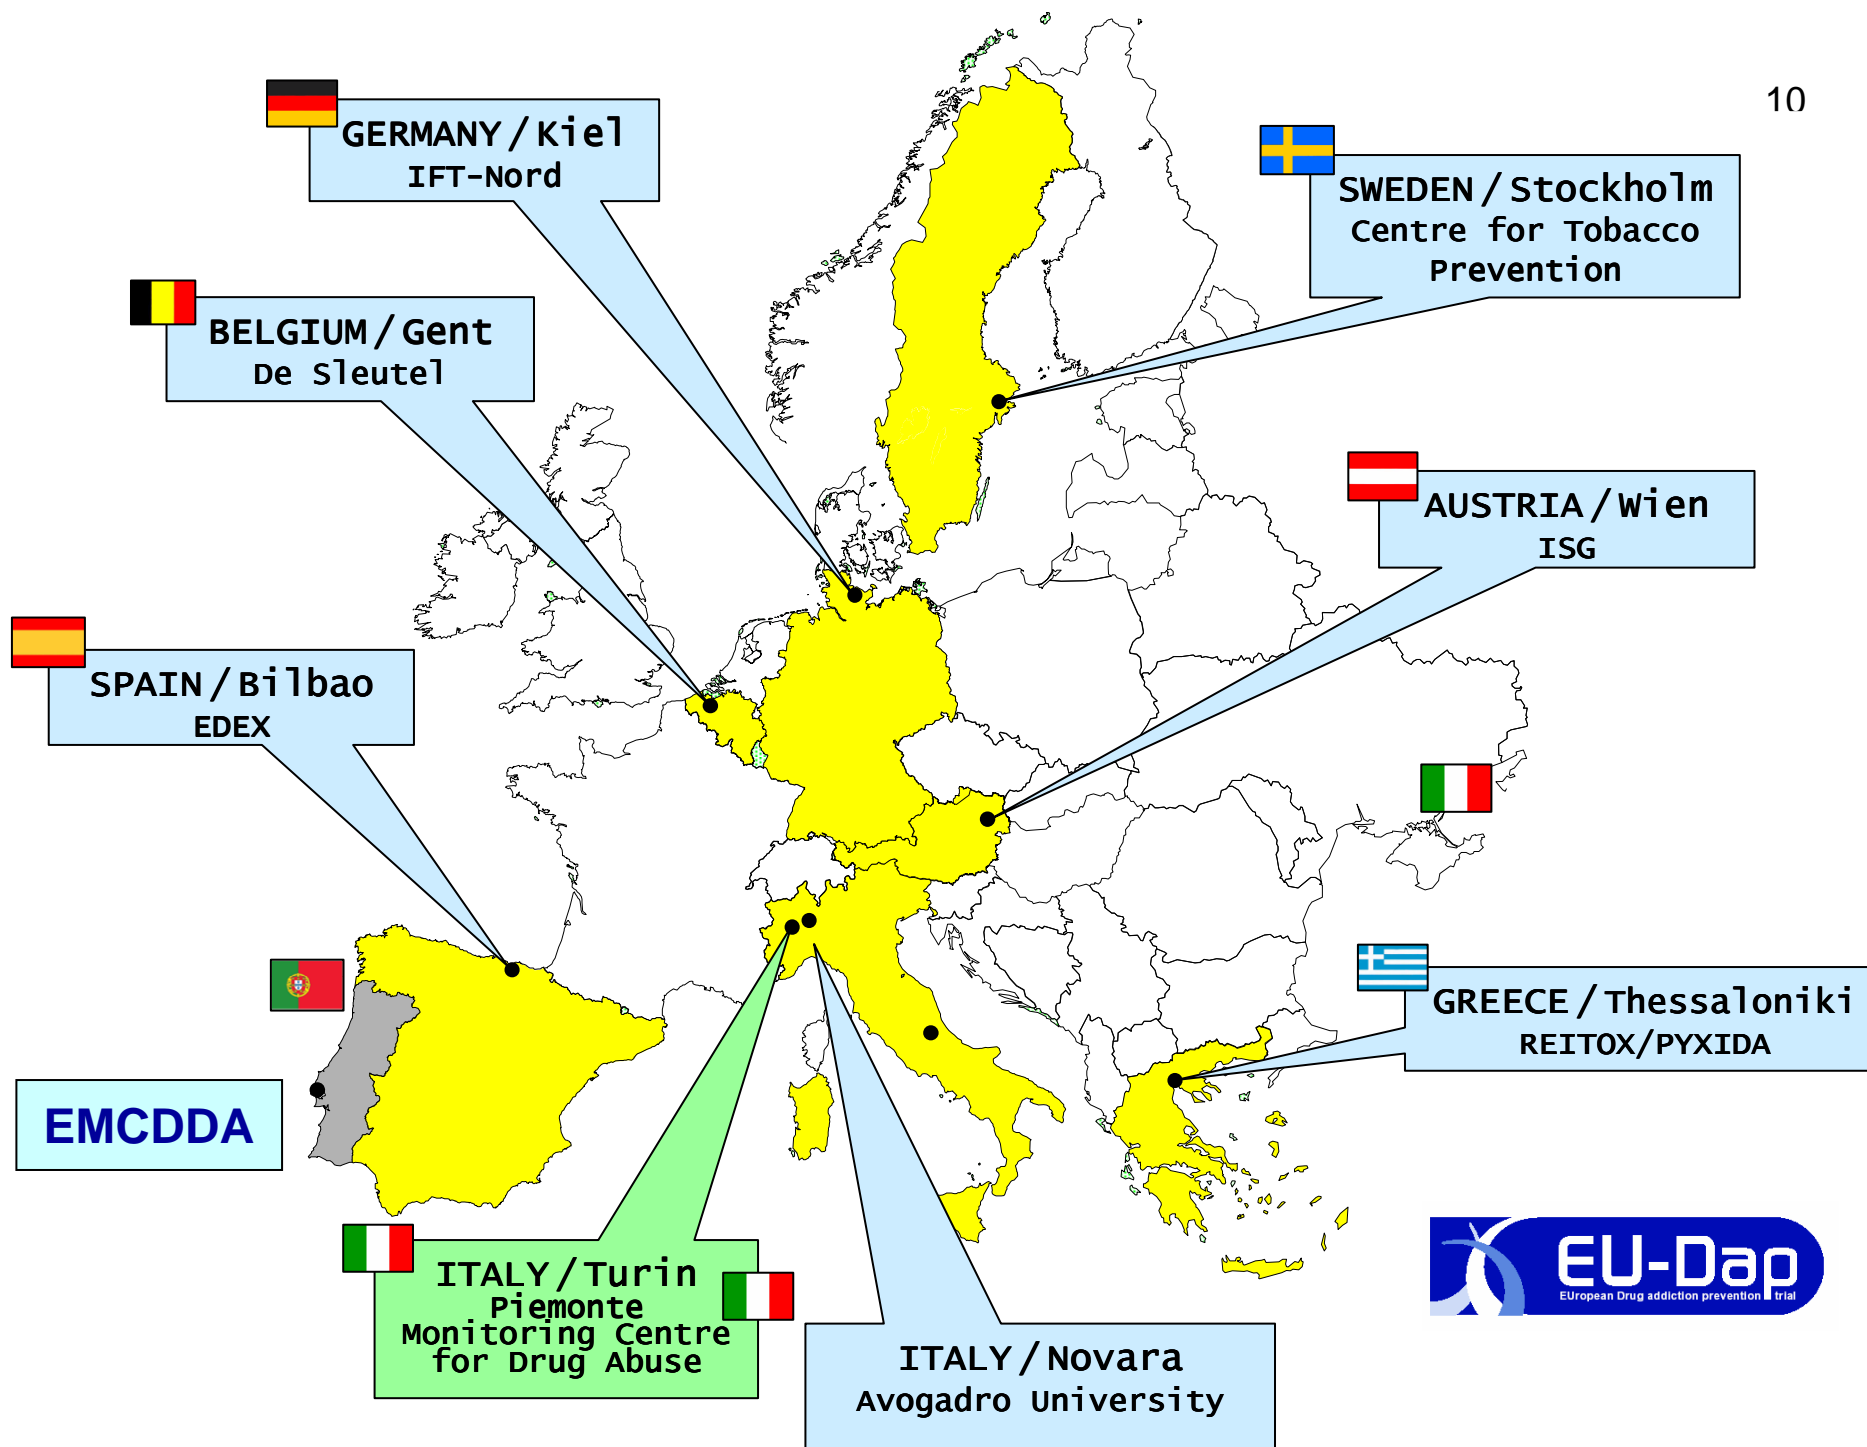 10
GERMANY/Kiel
IFT-Nord
SWEDEN/Stockholm
Centre for Tobacco
Prevention
BELGIUM/Gent
De Sleutel
AUSTRIA/Wien
ISG
SPAIN/Bilbao
EDEX
GREECE/Thessaloniki
REITOX/PYXIDA
EMCDDA
ITALY/Turin
Piemonte
Monitoring Centre
for Drug Abuse
ITALY/Novara
Avogadro University
EU-Dap
EUropean Drug addiction prevention trial